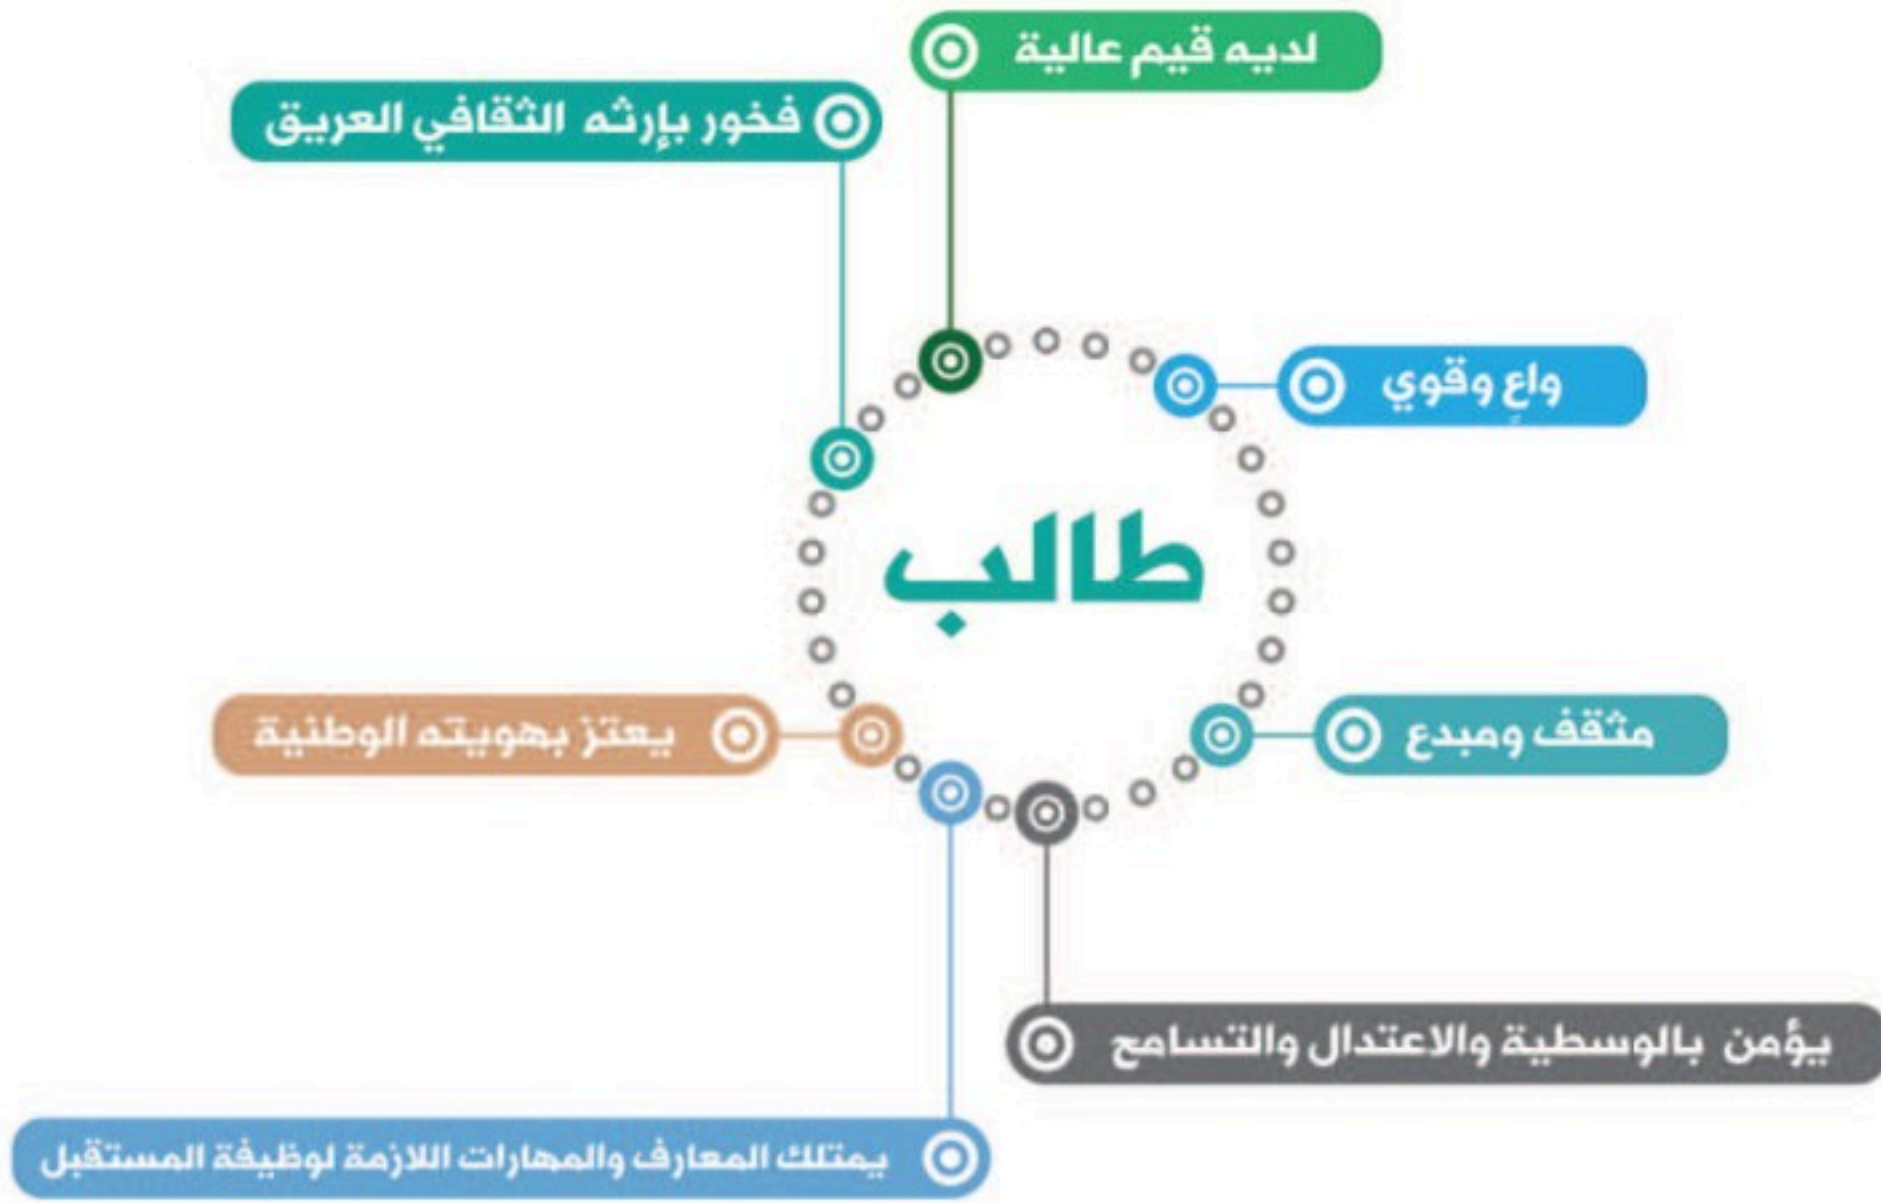 لديه قيم عالية
فخور بإرثه الثقافي العريق
واعٍ وقوي
طالب
يعتز بهويته الوطنية
مثقف ومبدع
يؤمن بالوسطية والاعتدال والتسامح
يمتلك المعارف والمهارات اللازمة لوظيفة المستقبل